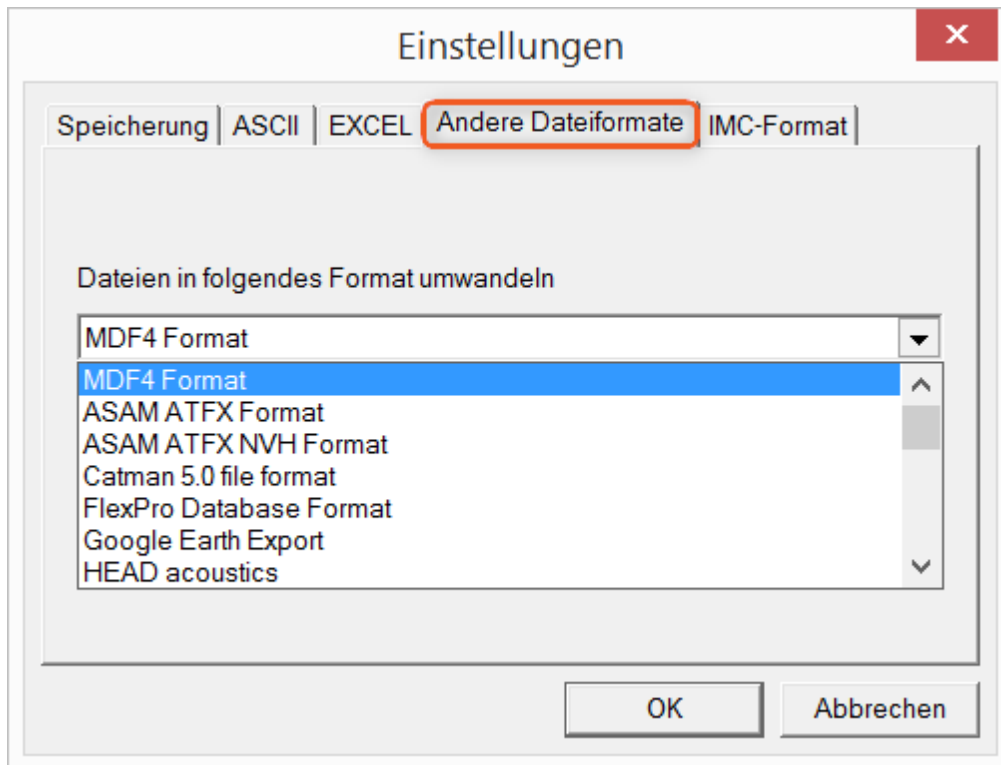 Einstellungen
Speicherung ASCII EXCEL Andere Dateiformate IMC-Format
Dateien in folgendes Format umwandeln
MDF4 Format
MDF4 Format
ASAM ATFX Format
ASAM ATFX NVH Format
Catman 5.0 file format
FlexPro Database Format
Google Earth Export
HEAD acoustics
OK Abbrechen